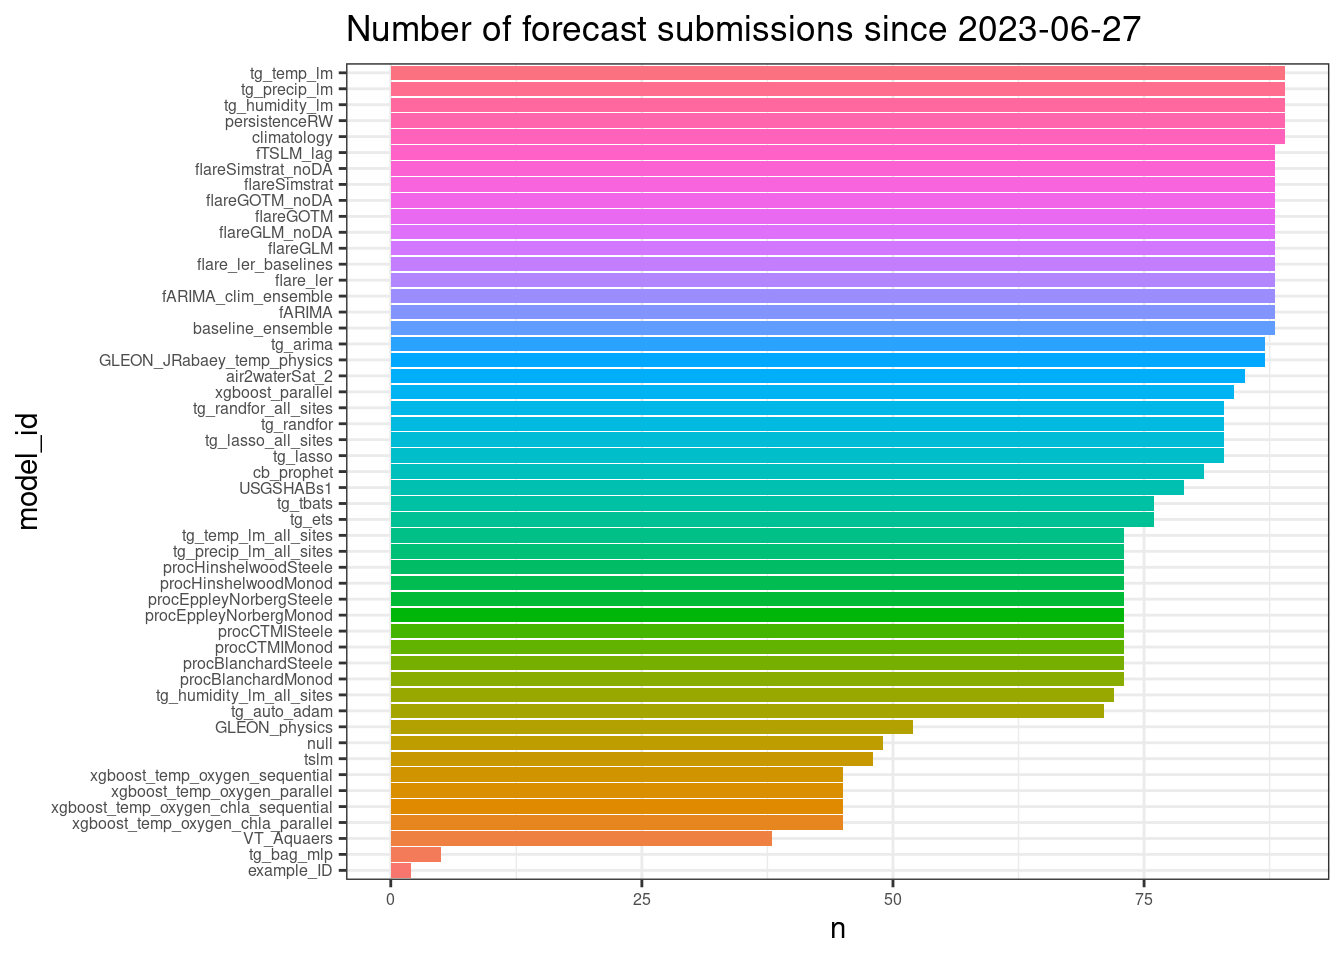 Number of forecast submissions since 2023-06-27
tg_temp_lm
tg_precip_lm
tg_humidity_lm
persistenceRW
climatology
fTSLM_lag
flareSimstrat_noDA
flareSimstrat
flareGOTM_noDA
flareGOTM
flareGLM_noDA
flareGLM
flare_ler_baselines
flare_ler
fARIMA_clim_ensemble
fARIMA
baseline_ensemble
tg_arima
GLEON_JRabaey_temp_physics
air2waterSat_2
xgboost_parallel
tg_randfor_all_sites
tg_randfor
tg_lasso_all_sites
tg_lasso
cb_prophet
USGSHABs1
tg_tbats
tg_ets
tg_temp_lm_all_sites
tg_precip_lm_all_sites
procHinshelwoodSteele
procHinshelwoodMonod
procEppleyNorbergSteele
procEppleyNorbergMonod
procCTMISteele
procCTMIMonod
procBlanchardSteele
procBlanchardMonod
tg_humidity_lm_all_sites
tg_auto_adam
GLEON_physics
null
tslm
xgboost_temp_oxygen_sequential
xgboost_temp_oxygen_parallel
xgboost_temp_oxygen_chla_sequential
xgboost_temp_oxygen_chla_parallel
VT_Aquaers
tg_bag_mlp
example_ID
model_id
0 25 50 75
n